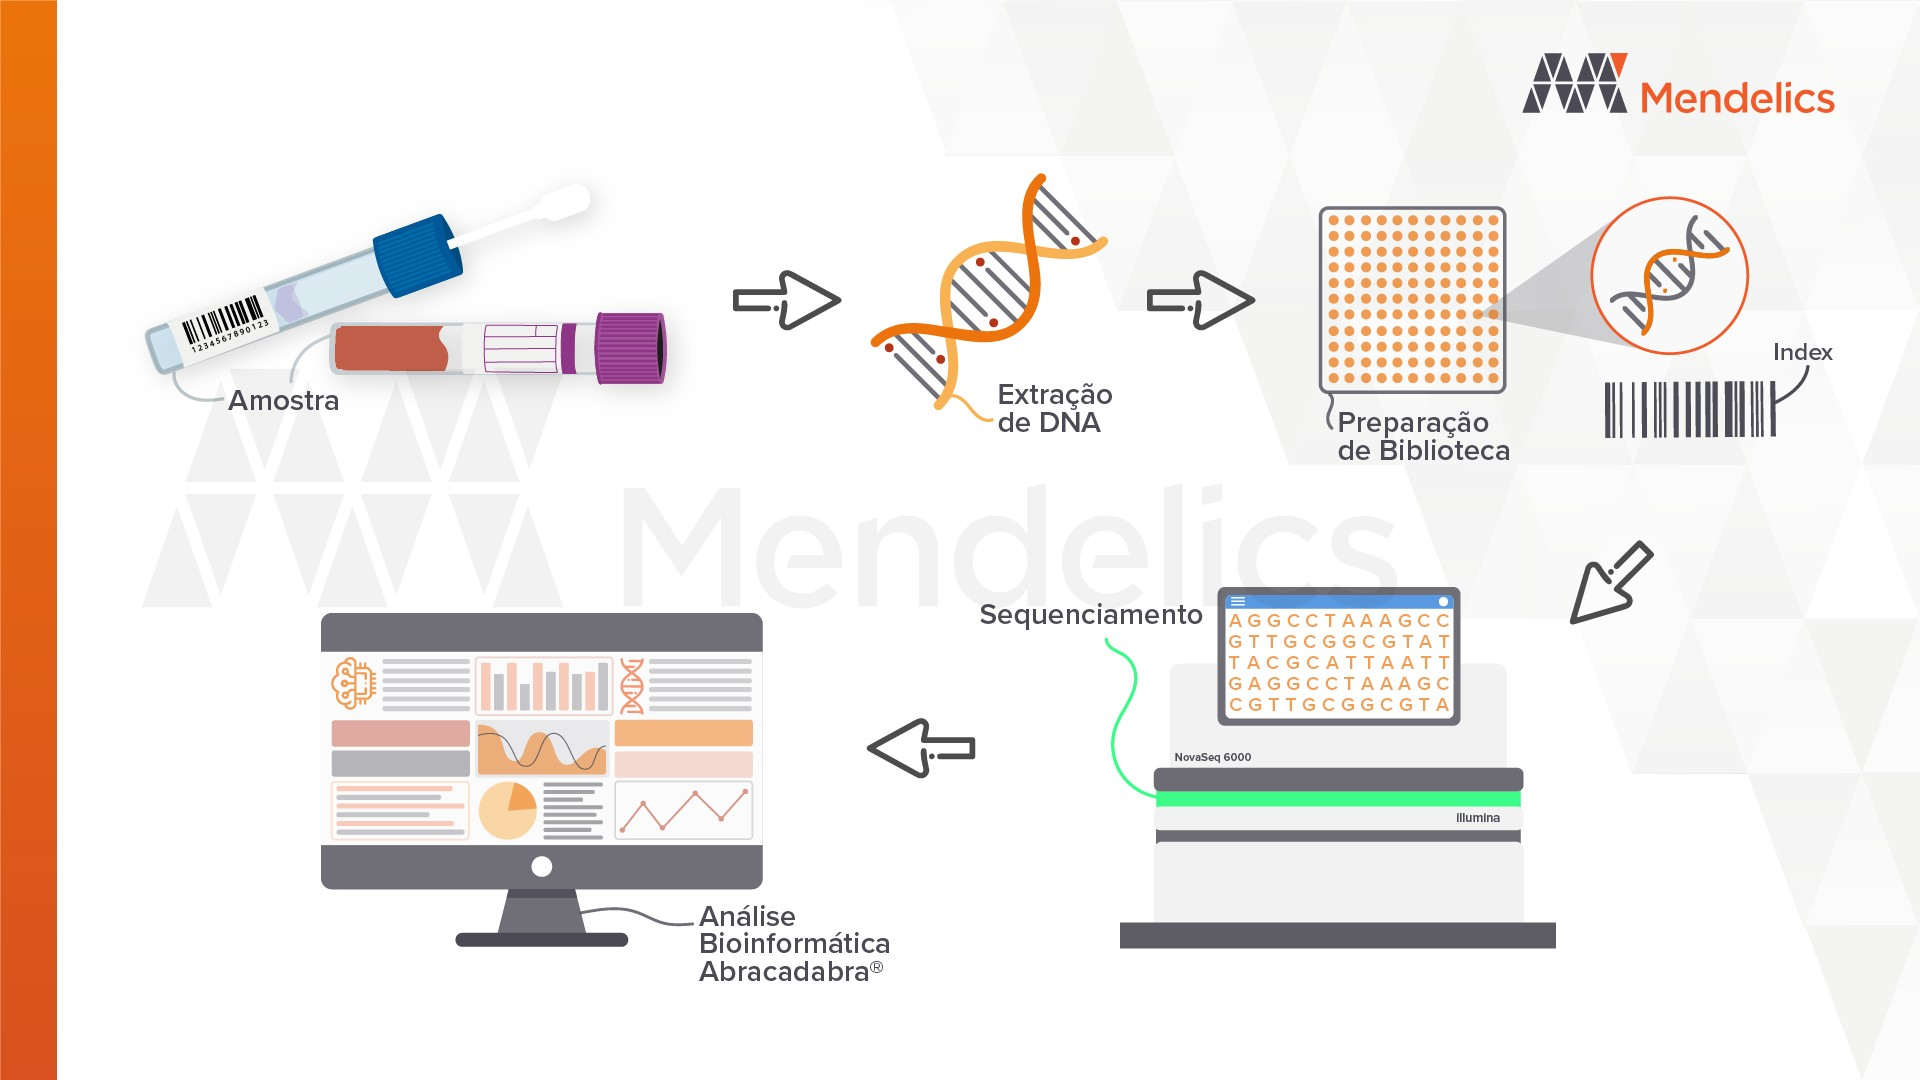 Mendelics
1234567890123
Amostra
Extração
de DNA
Preparação
de Biblioteca
Index
Mendelics
Sequenciamento
AGGCCTAAAGCC
GTTGCGGCGTAT
TACGCATTAATT
GAGGCCTAAAGC
CGTTGCGGCGTA
NovaSeq 6000
illumina
Análise
Bioinformática
Abracadabra®